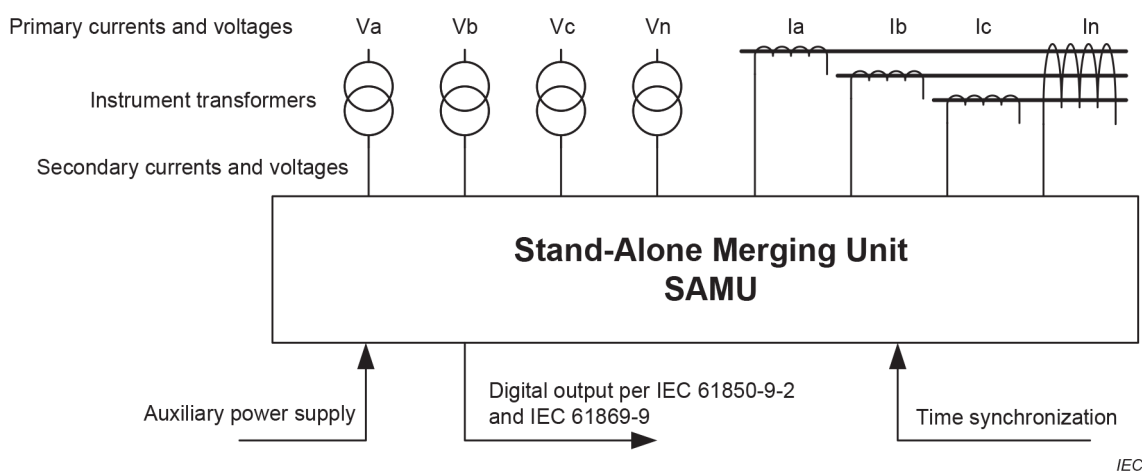 Primary currents and voltages Va Vb Vc Vn Ia Ib Ic In
Instrument transformers
Secondary currents and voltages
Stand-Alone Merging Unit
SAMU
Auxiliary power supply
Digital output per IEC 61850-9-2
and IEC 61869-9
Time synchronization
IEC